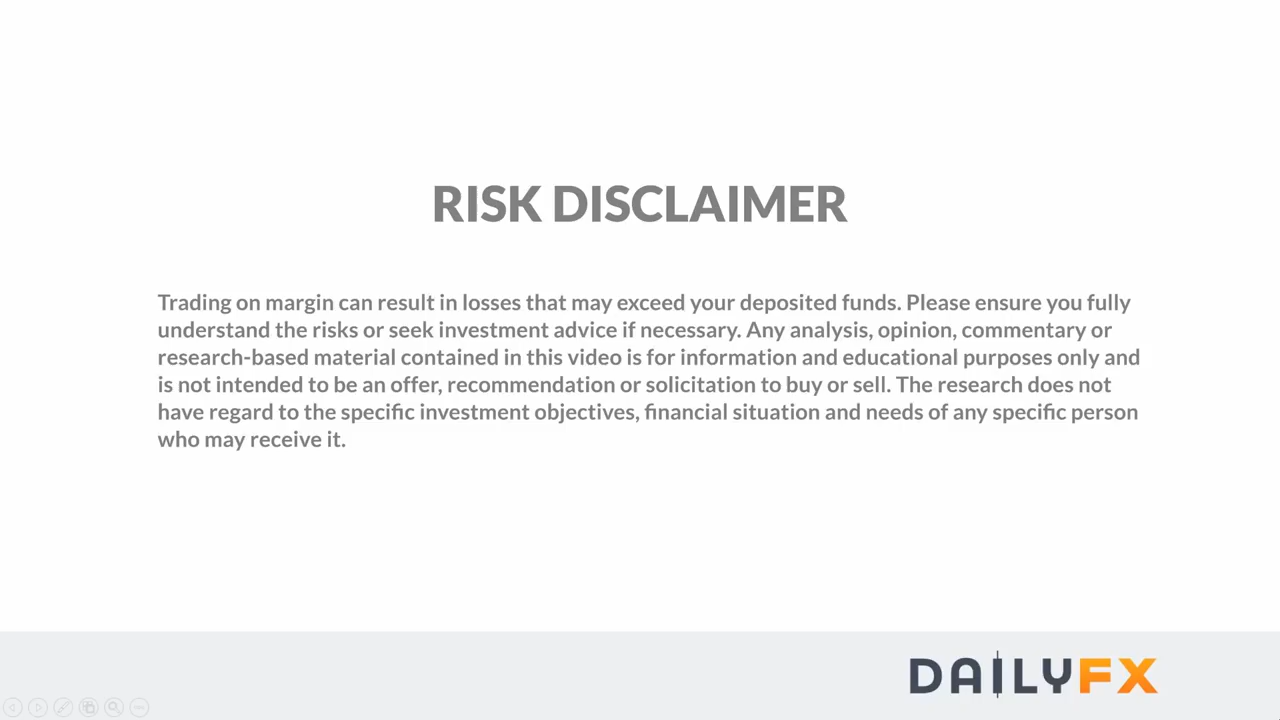 RISK DISCLAIMER
Trading on margin can result in losses that may exceed your deposited funds. Please ensure you fully
understand the risks or seek investment advice if necessary. Any analysis, opinion, commentary or
research-based material contained in this video is for information and educational purposes only and
is not intended to be an offer, recommendation or solicitation to buy or sell. The research does not
have regard to the specific investment objectives, financial situation and needs of any specific person
who may receive it.
DAILYFX